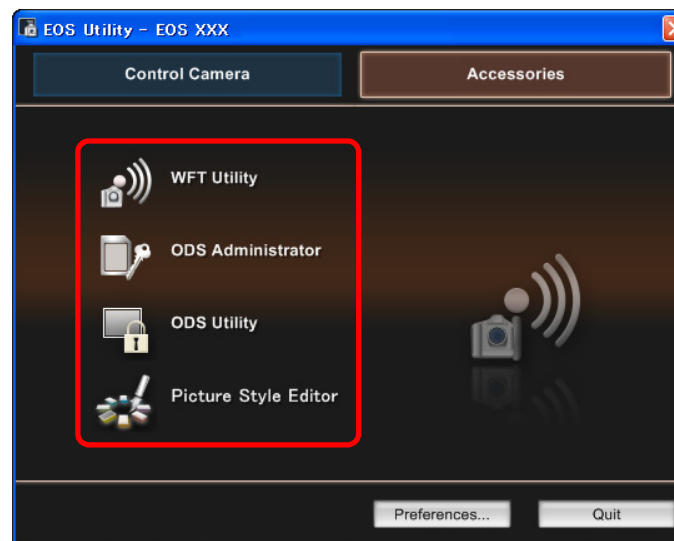 EOS Utility - EOS XXX
Control Camera
Accessories
WFT Utility
ODS Administrator
ODS Utility
Picture Style Editor
Preferences...
Quit